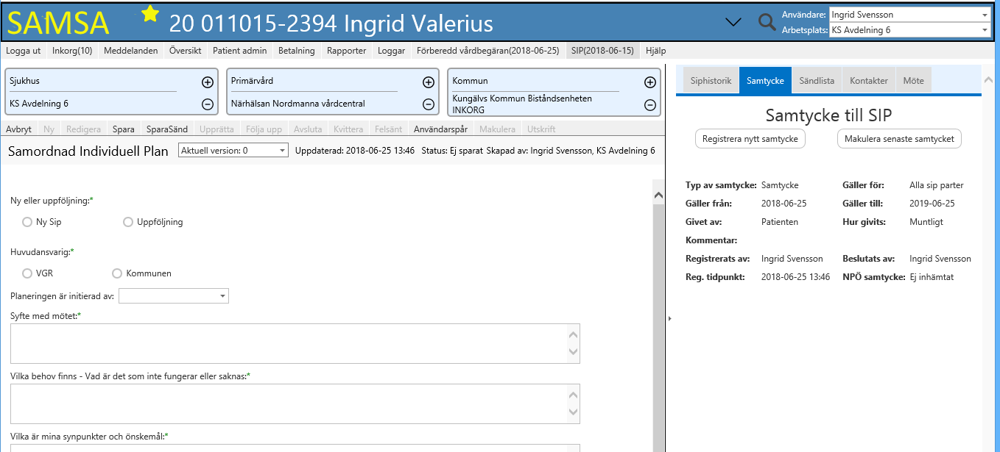 SAMSA
20 011015-2394 Ingrid Valerius
Användare: Ingrid Svensson
Arbetsplats: KS Avdelning 6
Logga ut Inkorg(10) Meddelanden Översikt Patient admin Betalning Rapporter Loggar Förberedd vårdbegäran(2018-06-25) SIP(2018-06-15) Hjälp
Sjukhus
KS Avdelning 6
Primärvård
Närhälsan Nordmanna vårdcentral
Kommun
Kungälvs Kommun Biståndsenheten
INKORG
Avbryt Ny Redigera Spara SparaSänd Upprätta Följa upp Avsluta Kvittera Felsänt Användarspår Makulera Utskrift
Samordnad Individuell Plan Aktuell version: 0 Uppdaterad: 2018-06-25 13:46 Status: Ej sparat Skapad av: Ingrid Svensson, KS Avdelning 6
Ny eller uppföljning:*
Ny Sip Uppföljning
Huvudansvarig:*
VGR Kommunen
Planeringen är initierad av:
Syfte med mötet:*
Vilka behov finns - Vad är det som inte fungerar eller saknas:*
Vilka är mina synpunkter och önskemål:*
Siphistorik Samtycke Sändlista Kontakter Möte
Samtycke till SIP
Registrera nytt samtycke Makulera senaste samtycket
Typ av samtycke: Samtycke Gäller för: Alla sip parter
Gäller från: 2018-06-25 Gäller till: 2019-06-25
Givet av: Patienten Hur givits: Muntligt
Kommentar:
Registrerats av: Ingrid Svensson Beslutats av: Ingrid Svensson
Reg. tidpunkt: 2018-06-25 13:46 NPÖ samtycke: Ej inhämtat